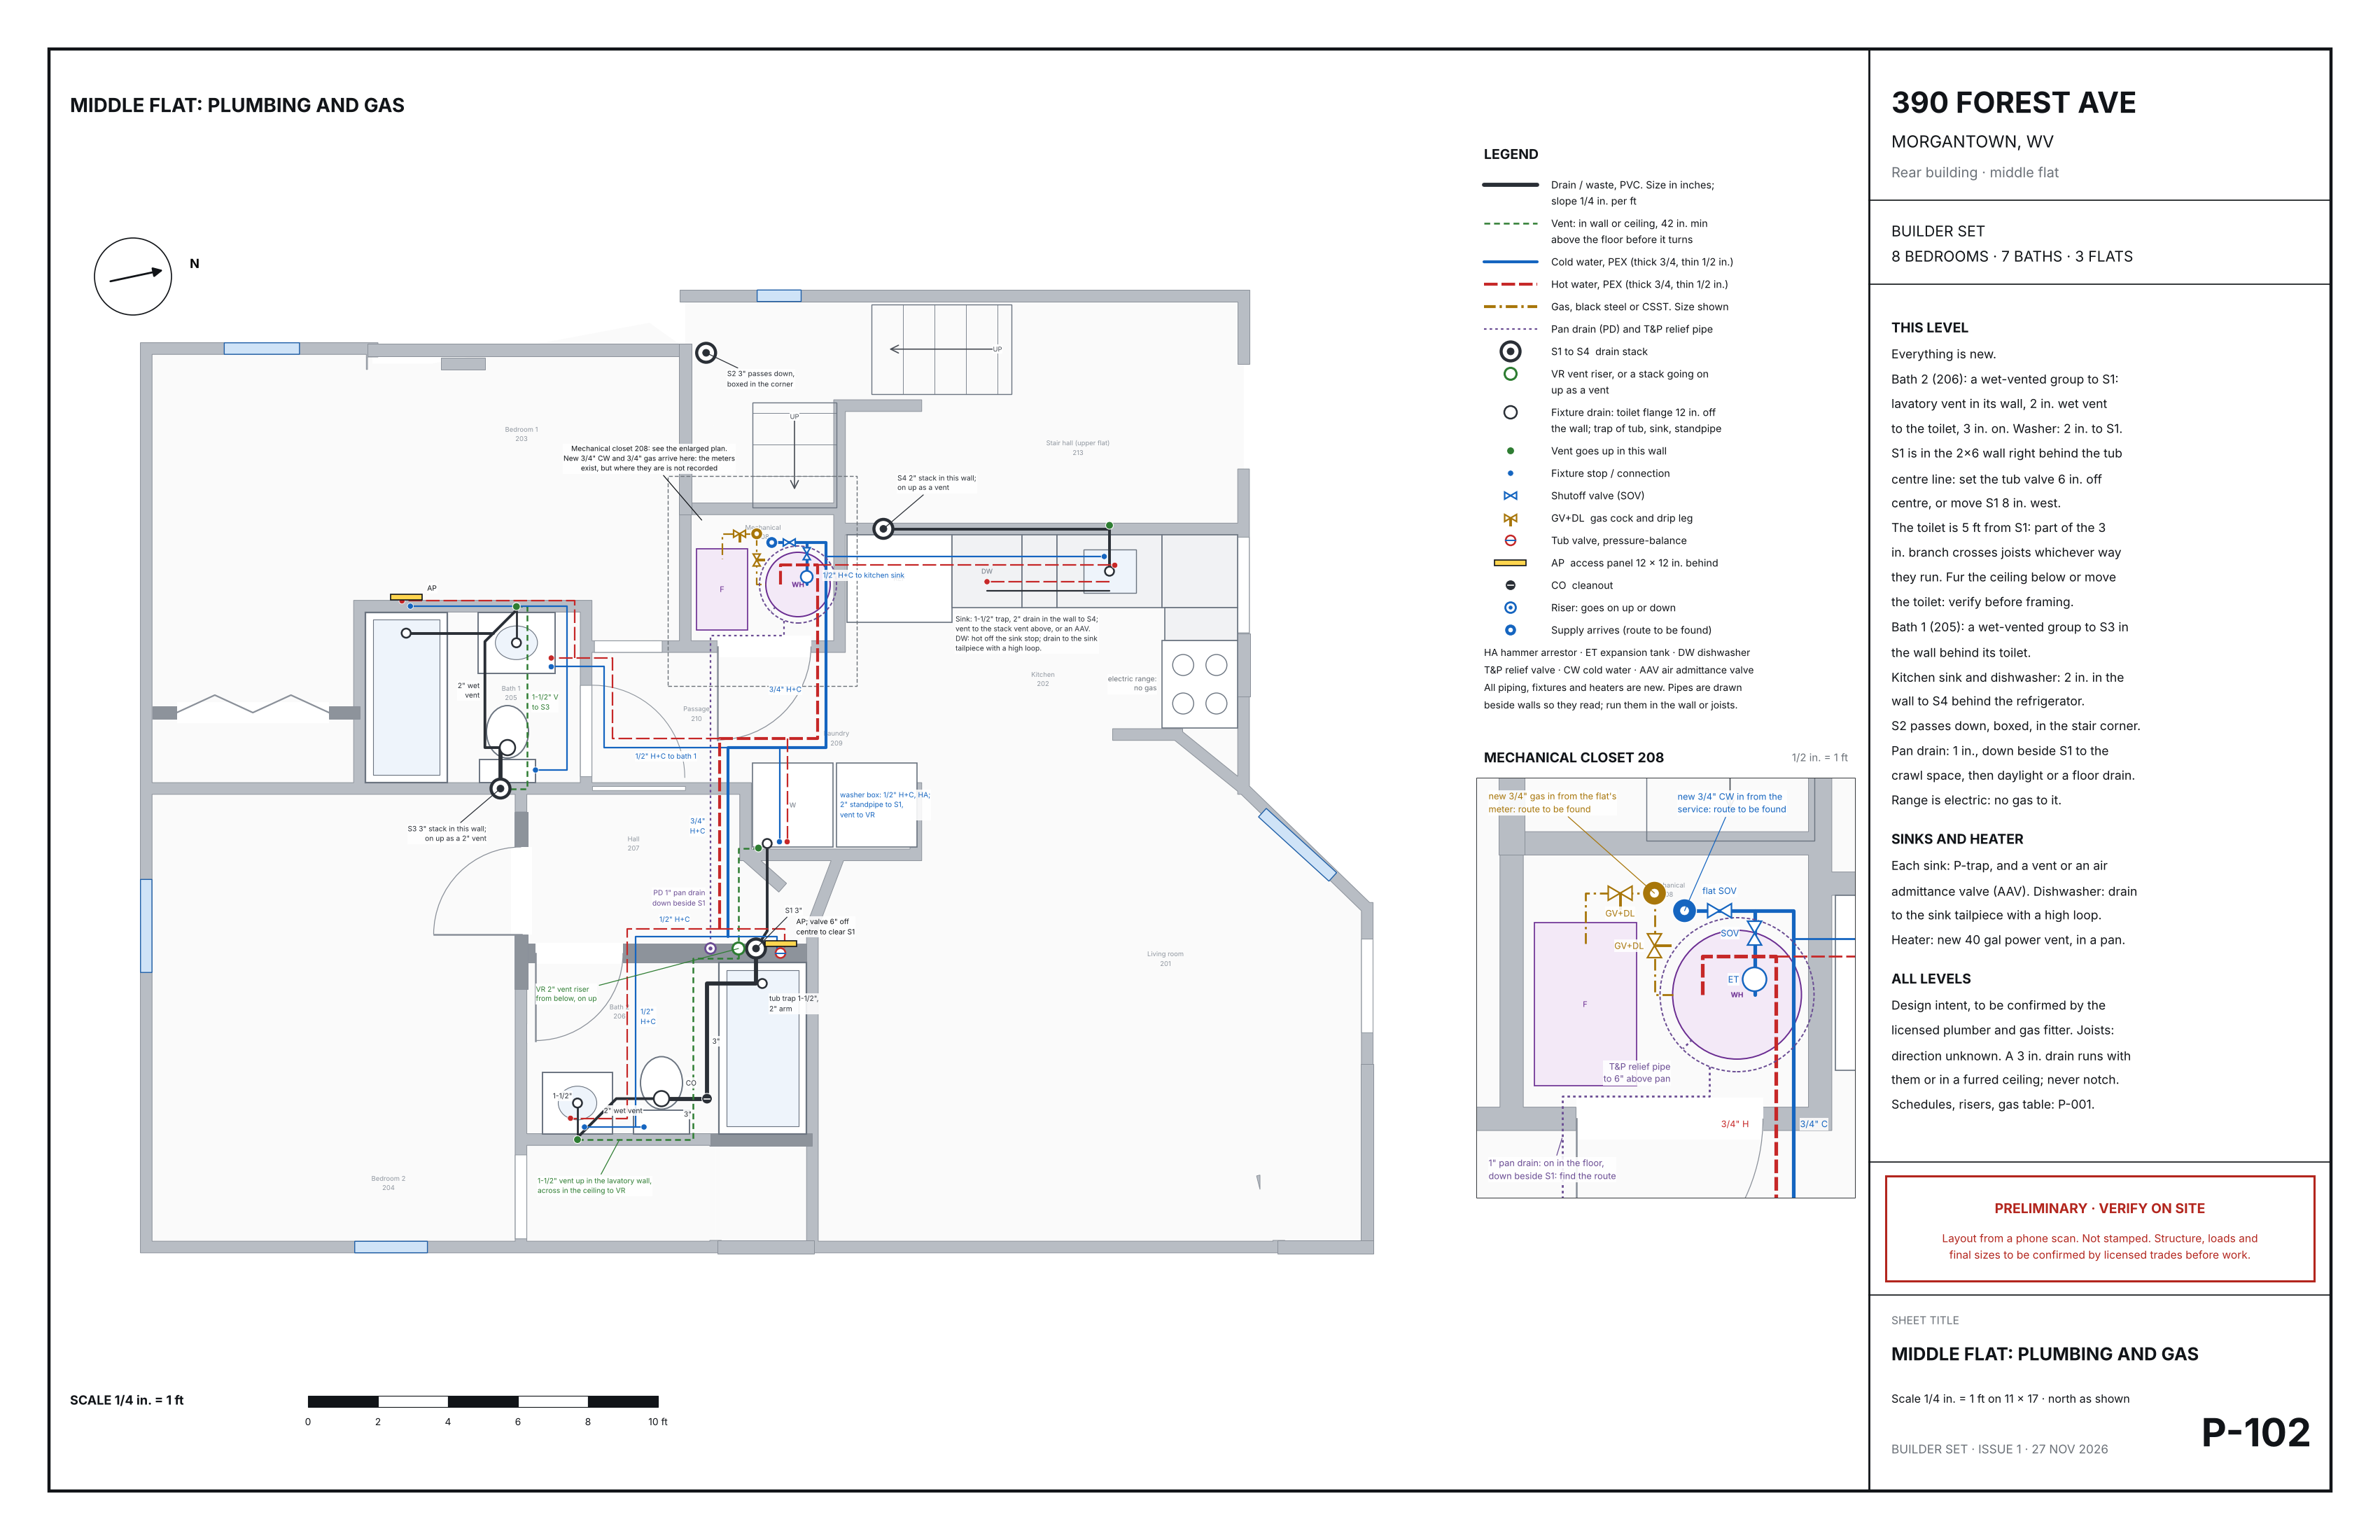 MIDDLE FLAT: PLUMBING AND GAS
N
S2 3" passes down,
boxed in the corner
UP
UP
Bedroom 1
203
Stair hall (upper flat)
213
Mechanical closet 208: see the enlarged plan.
New 3/4" CW and 3/4" gas arrive here: the meters
exist, but where they are is not recorded
S4 2" stack in this wall;
on up as a vent
Mechanical
F
WH
1/2" H+C to kitchen sink
DW
AP
Sink: 1-1/2" trap, 2" drain in the wall to S4;
vent to the stack vent above, or an AAV.
DW: hot off the sink stop; drain to the sink
tailpiece with a high loop.
Kitchen
202
electric range:
no gas
2" wet
vent
Bath 1
205
1-1/2" V
to S3
3/4" H+C
Passage
210
Laundry
209
1/2" H+C to bath 1
W
washer box: 1/2" H+C, HA;
2" standpipe to S1,
vent to VR
S3 3" stack in this wall;
on up as a 2" vent
3/4"
H+C
Hall
207
PD 1" pan drain
down beside S1
1/2" H+C
S1 3"
AP; valve 6" off
centre to clear S1
Living room
201
VR 2" vent riser
from below, on up
Bath
206
1/2"
H+C
tub trap 1-1/2",
2" arm
3"
CO
1-1/2"
2" wet vent
3"
1-1/2" vent up in the lavatory wall,
across in the ceiling to VR
Bedroom 2
204
SCALE 1/4 in. = 1 ft
0 2 4 6 8 10 ft
LEGEND
Drain / waste, PVC. Size in inches;
slope 1/4 in. per ft
Vent: in wall or ceiling, 42 in. min
above the floor before it turns
Cold water, PEX (thick 3/4, thin 1/2 in.)
Hot water, PEX (thick 3/4, thin 1/2 in.)
Gas, black steel or CSST. Size shown
Pan drain (PD) and T&P relief pipe
S1 to S4 drain stack
VR vent riser, or a stack going on
up as a vent
Fixture drain: toilet flange 12 in. off
the wall; trap of tub, sink, standpipe
Vent goes up in this wall
Fixture stop / connection
Shutoff valve (SOV)
GV+DL gas cock and drip leg
Tub valve, pressure-balance
AP access panel 12 × 12 in. behind
CO cleanout
Riser: goes on up or down
Supply arrives (route to be found)
HA hammer arrestor · ET expansion tank · DW dishwasher
T&P relief valve · CW cold water · AAV air admittance valve
All piping, fixtures and heaters are new. Pipes are drawn
beside walls so they read; run them in the wall or joists.
MECHANICAL CLOSET 208
1/2 in. = 1 ft
new 3/4" gas in from the flat's
meter: route to be found
new 3/4" CW in from the
service: route to be found
flat SOV
GV+DL
GV+DL
SOV
ET
WH
F
T&P relief pipe
to 6" above pan
3/4" H
3/4" C
1" pan drain: on in the floor,
down beside S1: find the route
390 FOREST AVE
MORGANTOWN, WV
Rear building · middle flat
BUILDER SET
8 BEDROOMS · 7 BATHS · 3 FLATS
THIS LEVEL
Everything is new.
Bath 2 (206): a wet-vented group to S1:
lavatory vent in its wall, 2 in. wet vent
to the toilet, 3 in. on. Washer: 2 in. to S1.
S1 is in the 2×6 wall right behind the tub
centre line: set the tub valve 6 in. off
centre, or move S1 8 in. west.
The toilet is 5 ft from S1: part of the 3
in. branch crosses joists whichever way
they run. Fur the ceiling below or move
the toilet: verify before framing.
Bath 1 (205): a wet-vented group to S3 in
the wall behind its toilet.
Kitchen sink and dishwasher: 2 in. in the
wall to S4 behind the refrigerator.
S2 passes down, boxed, in the stair corner.
Pan drain: 1 in., down beside S1 to the
crawl space, then daylight or a floor drain.
Range is electric: no gas to it.
SINKS AND HEATER
Each sink: P-trap, and a vent or an air
admittance valve (AAV). Dishwasher: drain
to the sink tailpiece with a high loop.
Heater: new 40 gal power vent, in a pan.
ALL LEVELS
Design intent, to be confirmed by the
licensed plumber and gas fitter. Joists:
direction unknown. A 3 in. drain runs with
them or in a furred ceiling; never notch.
Schedules, risers, gas table: P-001.
PRELIMINARY · VERIFY ON SITE
Layout from a phone scan. Not stamped. Structure, loads and
final sizes to be confirmed by licensed trades before work.
SHEET TITLE
MIDDLE FLAT: PLUMBING AND GAS
Scale 1/4 in. = 1 ft on 11 × 17 · north as shown
BUILDER SET · ISSUE 1 · 27 NOV 2026
P-102